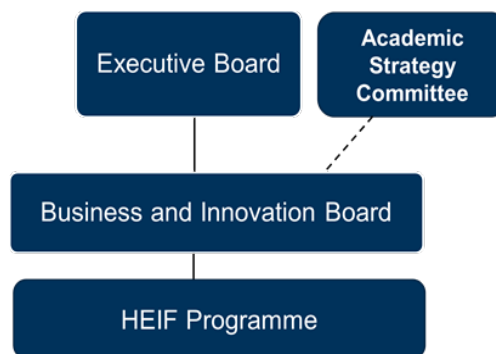 Executive Board
Academic
Strategy
Committee
Business and Innovation Board
HEIF Programme